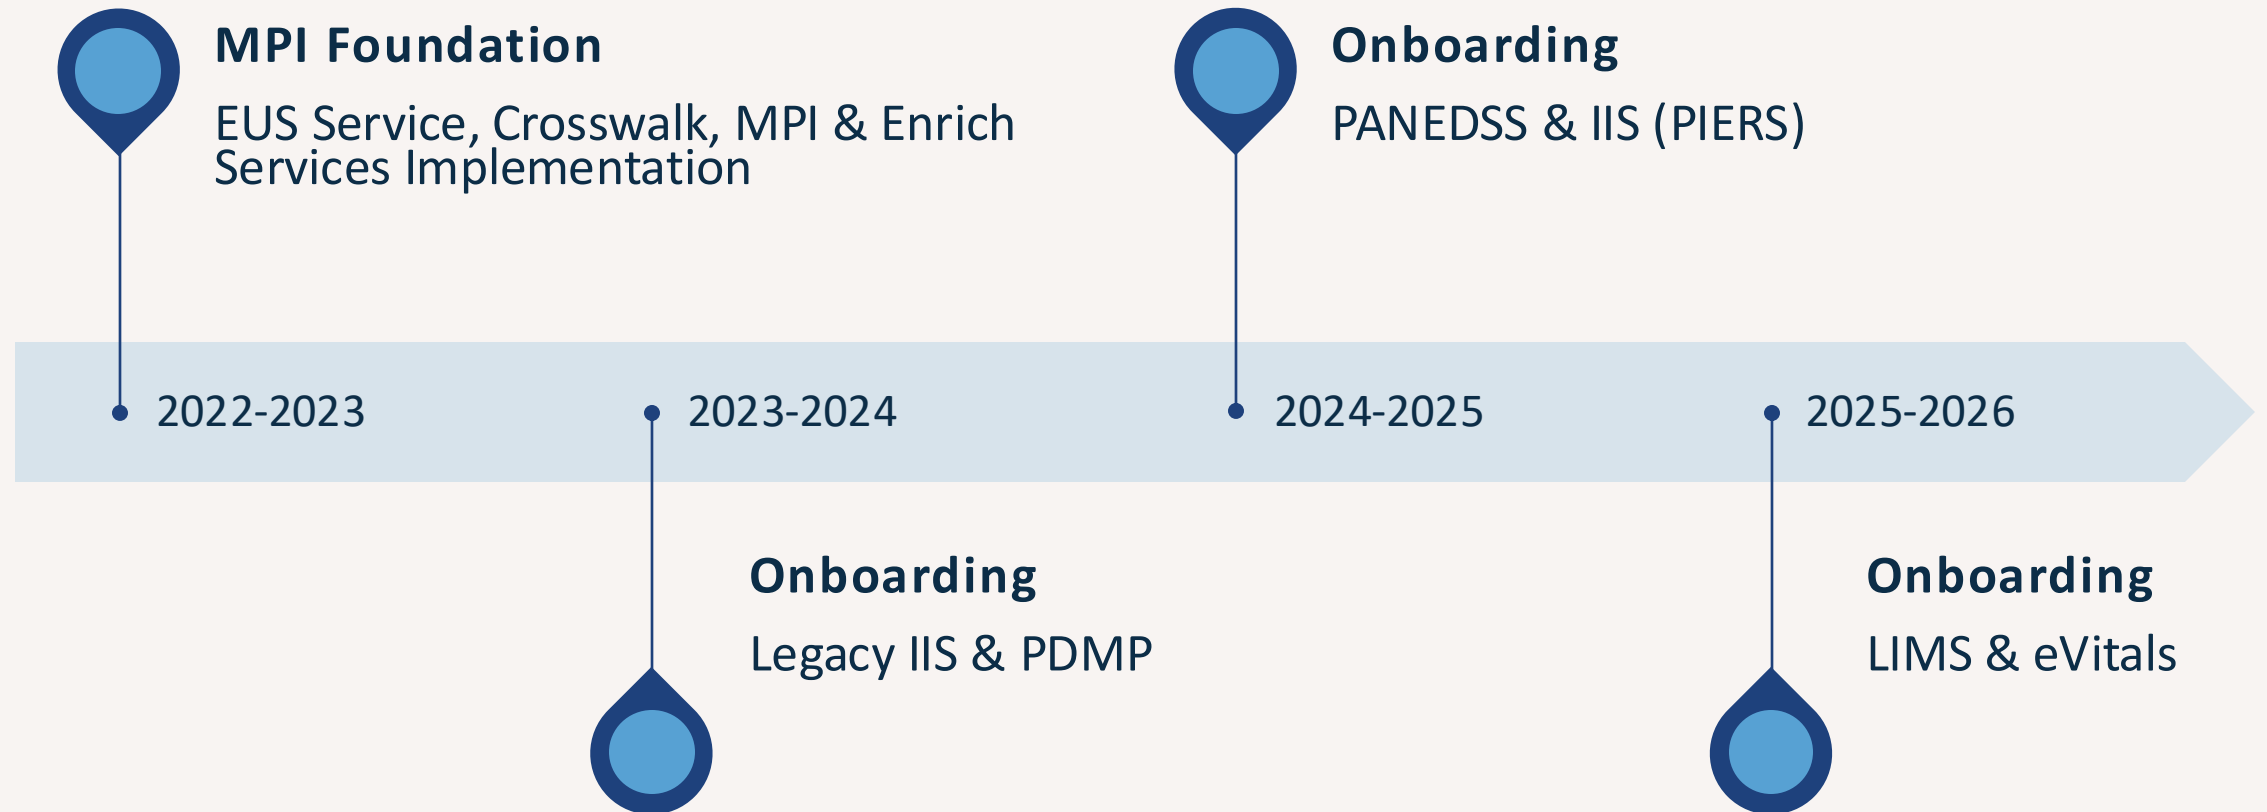 MPI Foundation
EUS Service, Crosswalk, MPI & Enrich
Services Implementation
Onboarding
PANEDSS & IIS (PIERS)
2022-2023
2023-2024
2024-2025
2025-2026
Onboarding
Legacy IIS & PDMP
Onboarding
LIMS & eVitals